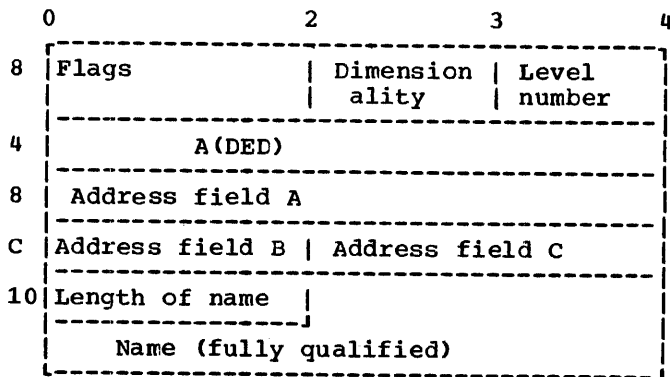 0 2 3 4
8 Flags Dimension Level
ality number
4 A(DED)
8 Address field A
C Address field B Address field C
10 Length of name
Name (fully qualified)